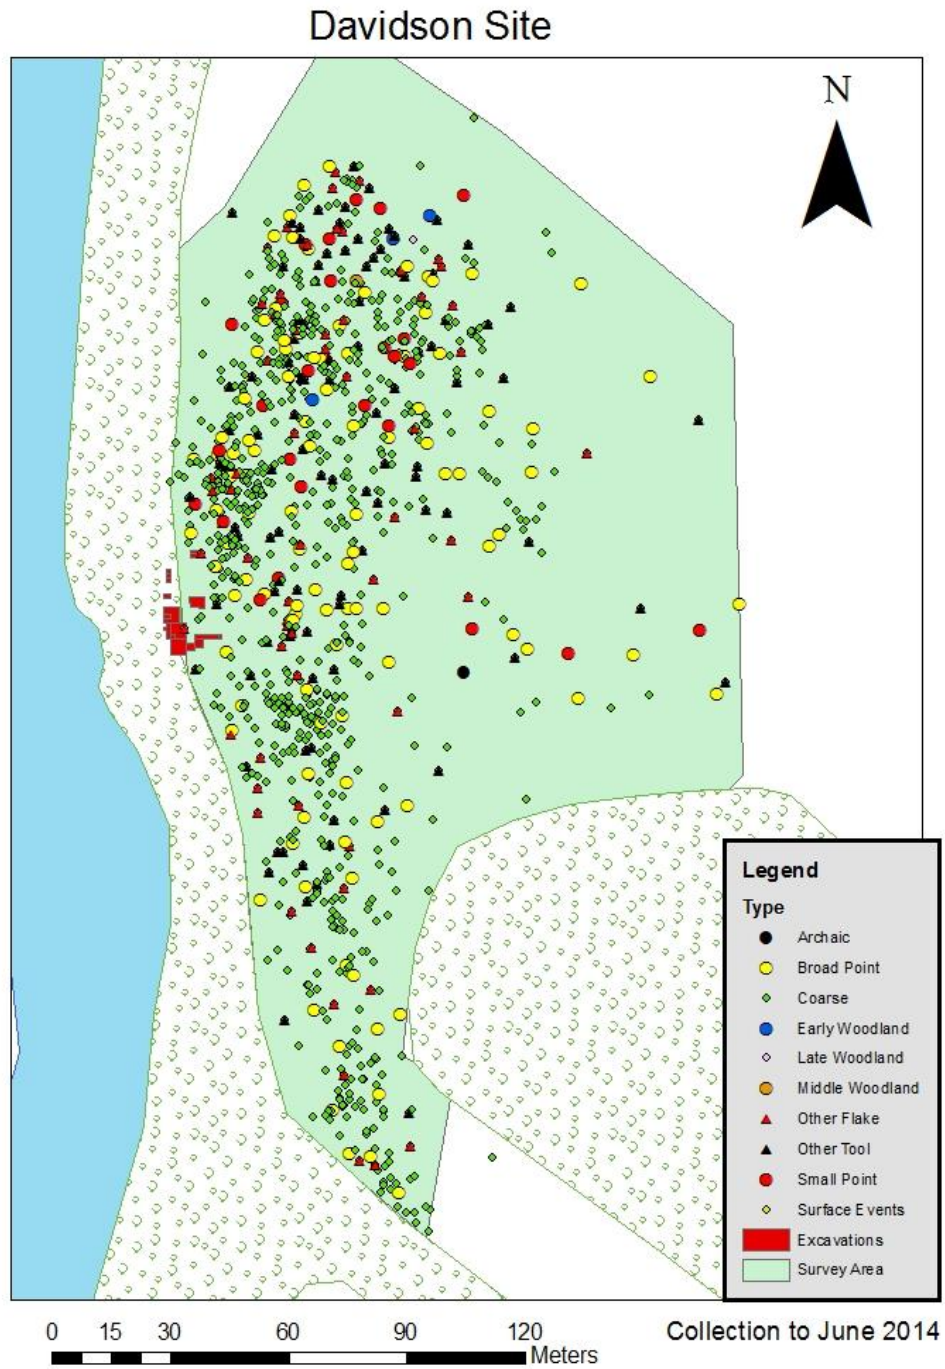 Davidson Site
N
Legend
Type
Archaic
Broad Point
Coarse
Early Woodland
Late Woodland
Middle Woodland
Other Flake
Other Tool
Small Point
Surface Events
Excavations
Survey Area
0 15 30 60 90 120
Meters
Collection to June 2014